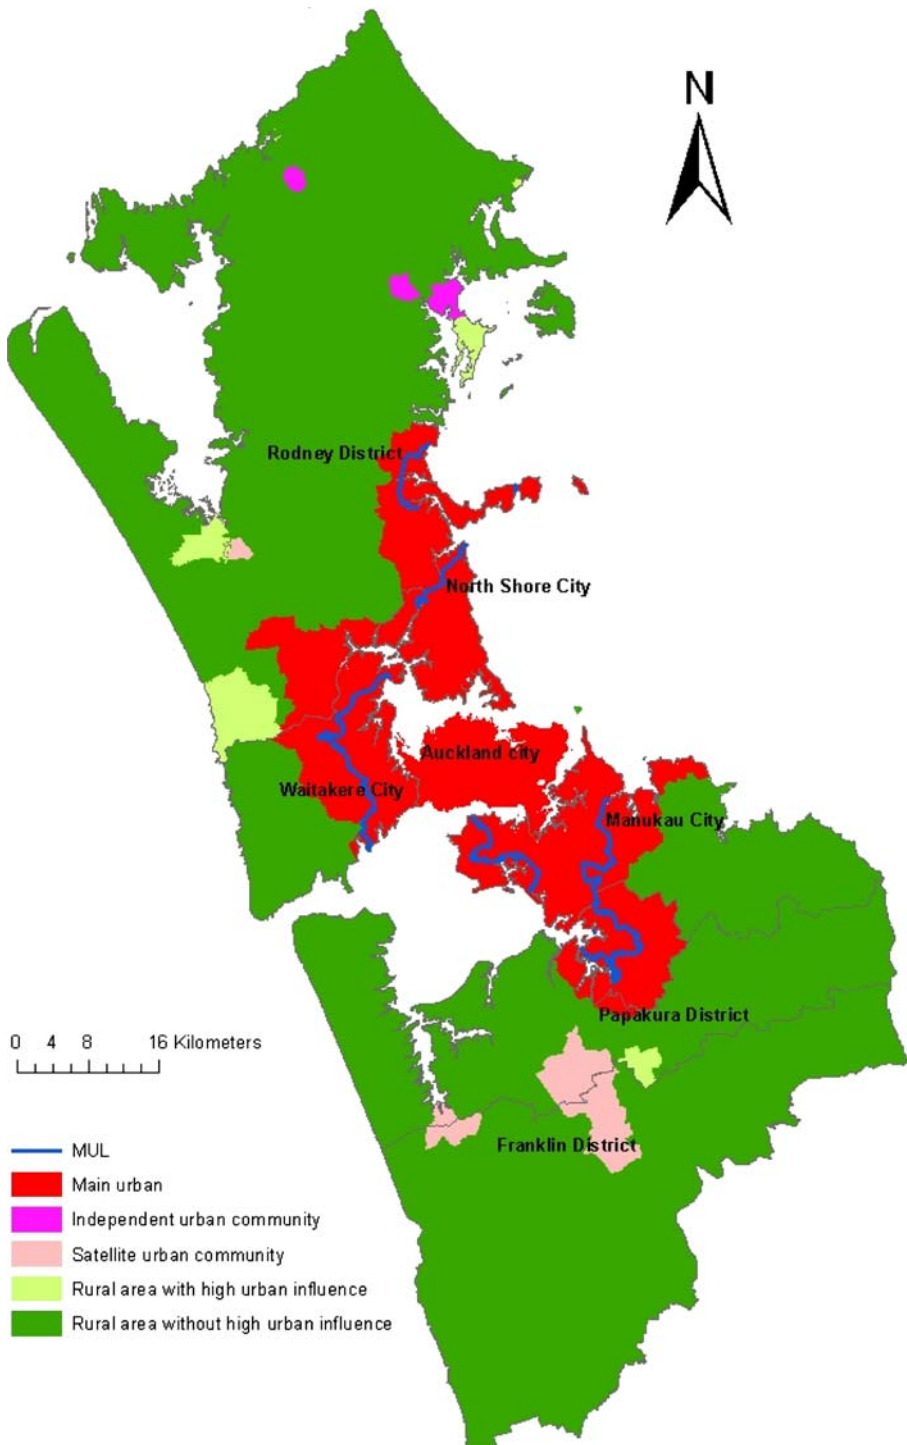 N
Rodney District
North Shore City
Auckland city
Waitakere City
Manukau City
Papakura District
0 4 8 16 Kilometers
Franklin District
MUL
Main urban
Independent urban community
Satellite urban community
Rural area with high urban influence
Rural area without high urban influence